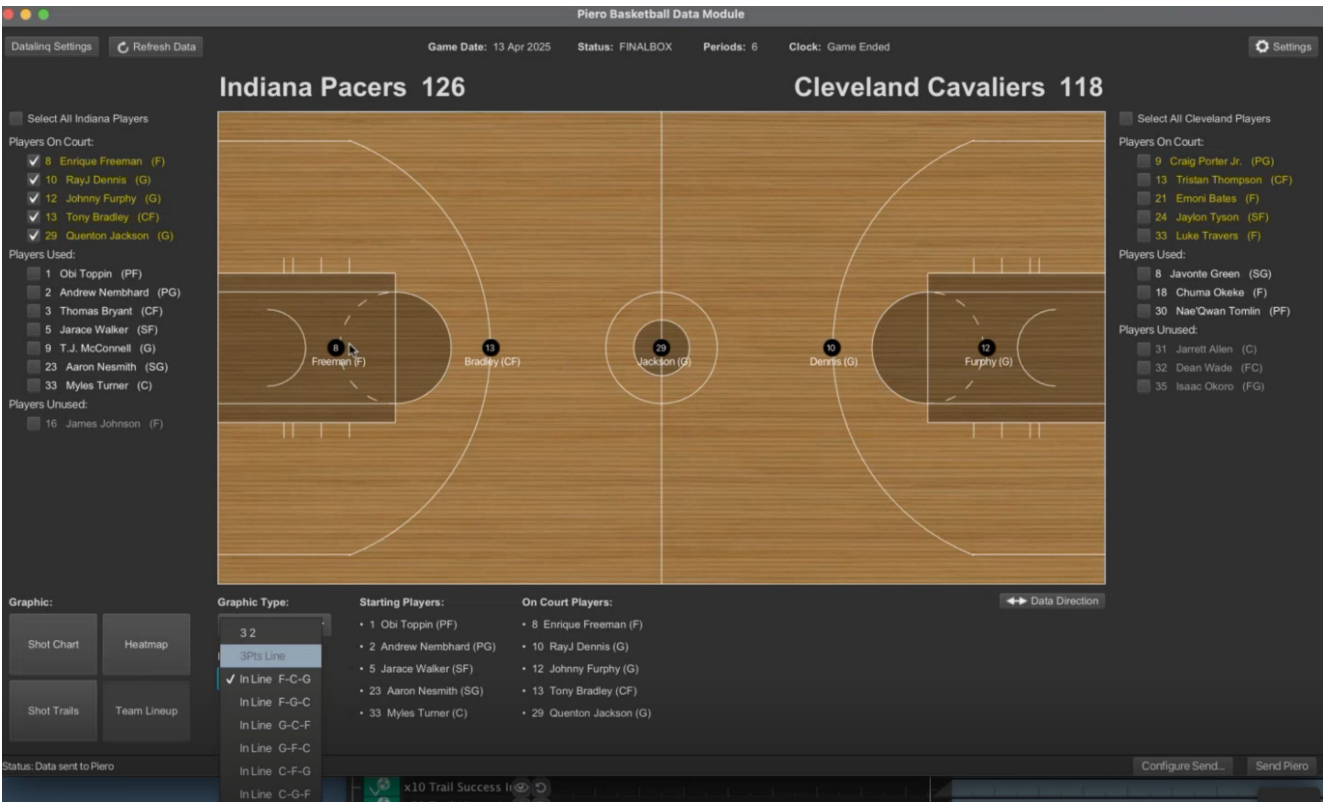 Piero Basketball Data Module
Datalinq Settings
Refresh Data
Game Date: 13 Apr 2025 Status: FINALBOX Periods: 6 Clock: Game Ended
Settings
Indiana Pacers 126
Cleveland Cavaliers 118
Select All Indiana Players
Players On Court:
8 Enrique Freeman (F)
10 RayJ Dennis (G)
12 Johnny Furphy (G)
13 Tony Bradley (CF)
29 Quenton Jackson (G)
Players Used:
1 Obi Toppin (PF)
2 Andrew Nembhard (PG)
3 Thomas Bryant (CF)
5 Jarace Walker (SF)
9 T.J. McConnell (G)
23 Aaron Nesmith (SG)
33 Myles Turner (C)
Players Unused:
16 James Johnson (F)
8
Freeman (F)
13
Bradley (CF)
29
Jackson (G)
10
Dennis (G)
12
Furphy (G)
Select All Cleveland Players
Players On Court:
9 Craig Porter Jr. (PG)
13 Tristan Thompson (CF)
21 Emoni Bates (F)
24 Jaylon Tyson (SF)
33 Luke Travers (F)
Players Used:
8 Javonte Green (SG)
18 Chuma Okeke (F)
30 Nae'Qwan Tomlin (PF)
Players Unused:
31 Jarrett Allen (C)
32 Dean Wade (FC)
35 Isaac Okoro (FG)
Graphic:
Shot Chart
Heatmap
Shot Trails
Team Lineup
Graphic Type:
3 2
3Pts Line
In Line F-C-G
In Line F-G-C
In Line G-C-F
In Line G-F-C
In Line C-F-G
In Line C-G-F
Starting Players:
• 1 Obi Toppin (PF)
• 2 Andrew Nembhard (PG)
• 5 Jarace Walker (SF)
• 23 Aaron Nesmith (SG)
• 33 Myles Turner (C)
On Court Players:
• 8 Enrique Freeman (F)
• 10 RayJ Dennis (G)
• 12 Johnny Furphy (G)
• 13 Tony Bradley (CF)
• 29 Quenton Jackson (G)
Data Direction
Status: Data sent to Piero
Configure Send...
Send Piero
x10 Trail Success